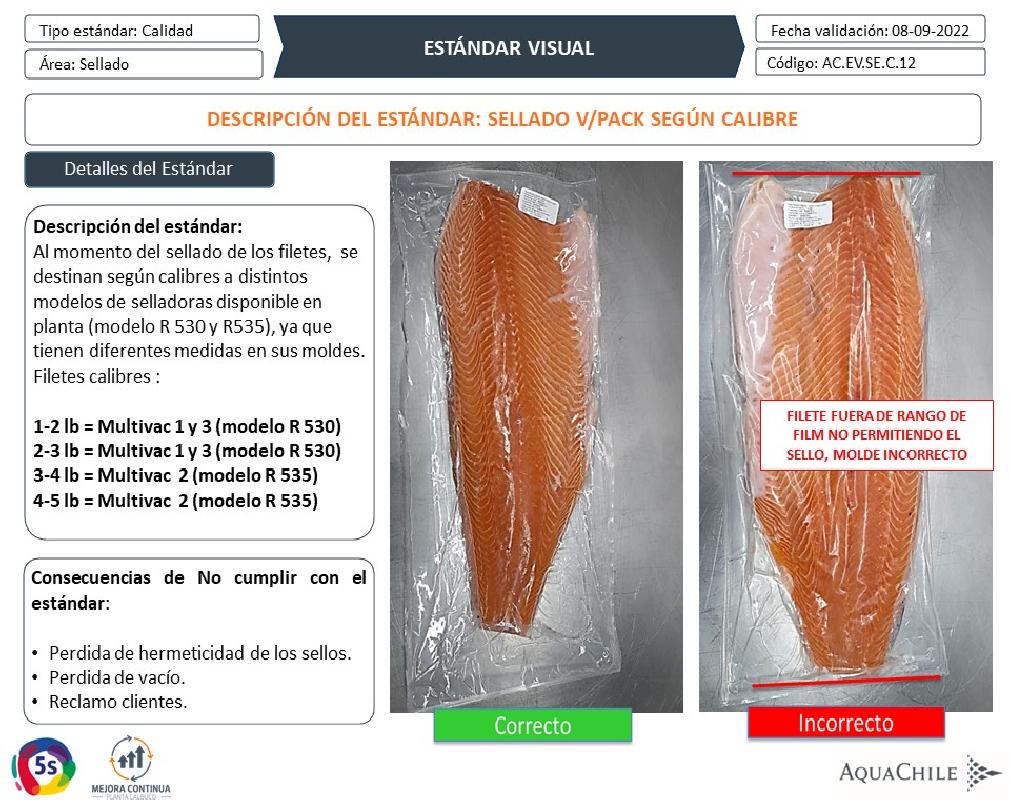 Tipo estándar: Calidad
Área: Sellado
ESTÁNDAR VISUAL
Fecha validación: 08-09-2022
Código: AC.EV.SE.C.12
DESCRIPCIÓN DEL ESTÁNDAR: SELLADO V/PACK SEGÚN CALIBRE
Detalles del Estándar
Descripción del estándar:
Al momento del sellado de los filetes, se
destinan según calibres a distintos
modelos de selladoras disponible en
planta (modelo R 530 y R535), ya que
tienen diferentes medidas en sus moldes.
Filetes calibres :
1-2 lb = Multivac 1 y 3 (modelo R 530)
2-3 lb = Multivac 1 y 3 (modelo R 530)
3-4 lb = Multivac 2 (modelo R 535)
4-5 lb = Multivac 2 (modelo R 535)
Consecuencias de No cumplir con el
estándar:
• Perdida de hermeticidad de los sellos.
• Perdida de vacío.
• Reclamo clientes.
FILETE FUERA DE RANGO DE
FILM NO PERMITIENDO EL
SELLO, MOLDE INCORRECTO
Correcto
Incorrecto
5s
MEJORA CONTINUA
PLANTA CALBUCO
AQUACHILE